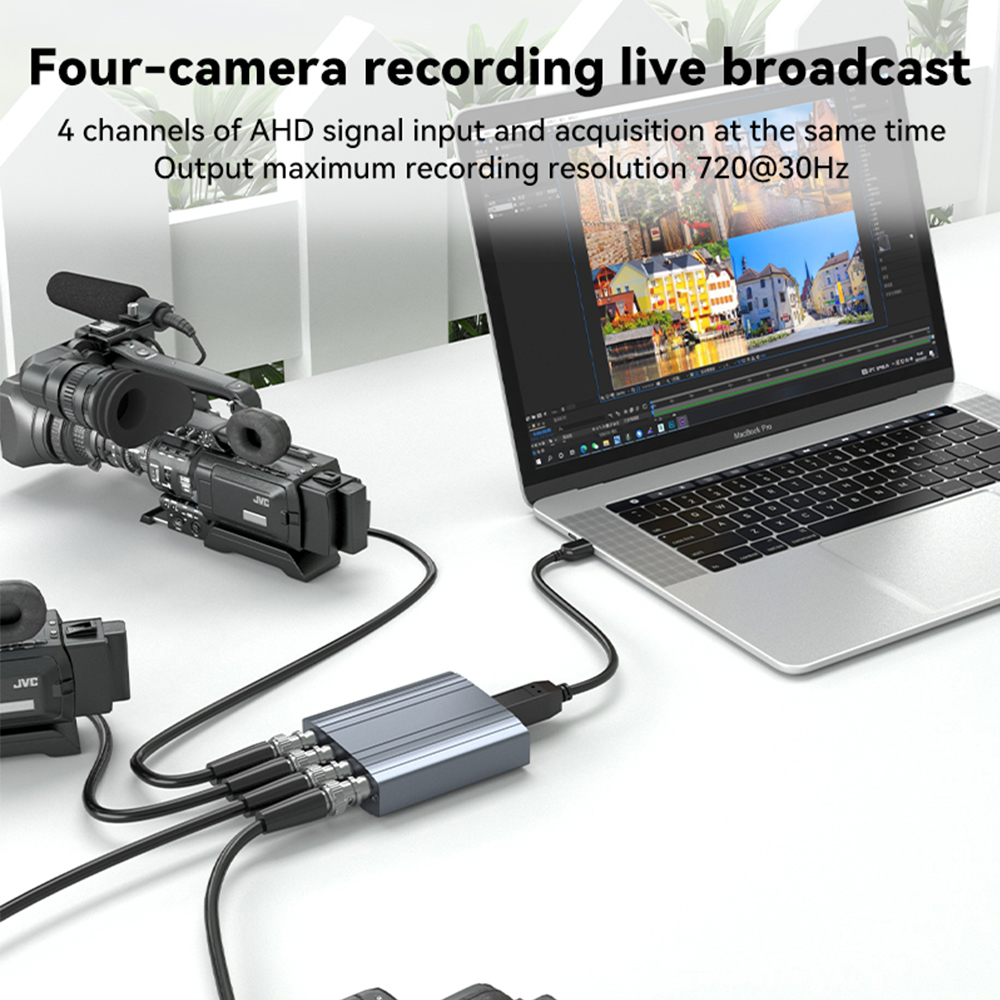 Four-camera recording live broadcast
4 channels of AHD signal input and acquisition at the same time
Output maximum recording resolution 720@30Hz
JVC
JVC
MacBook Pro